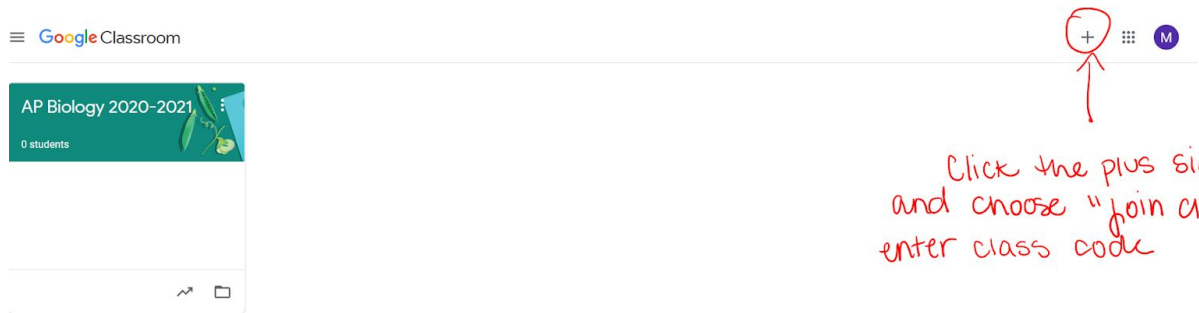 Google Classroom
M
AP Biology 2020-2021
0 students
Click the plus
and choose "join
enter class code